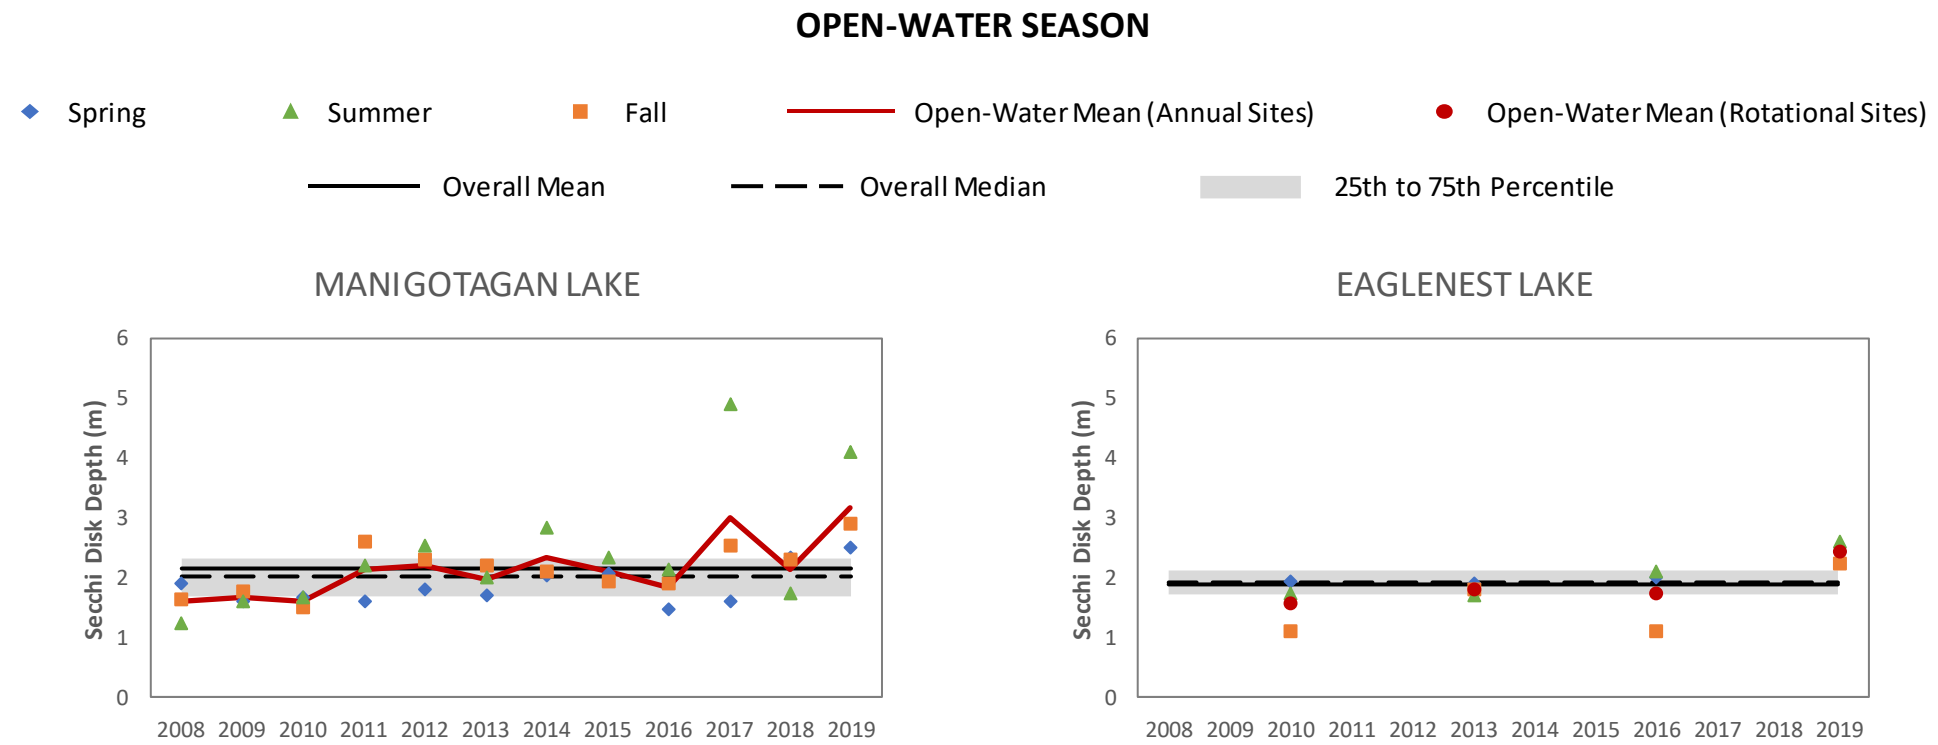 OPEN-WATER SEASON
Spring Summer Fall Open-Water Mean (Annual Sites) Open-Water Mean (Rotational Sites)
Overall Mean Overall Median 25th to 75th Percentile
MANIGOTAGAN LAKE
Secchi Disk Depth (m)
6
5
4
3
2
1
0
2008 2009 2010 2011 2012 2013 2014 2015 2016 2017 2018 2019
EAGLENEST LAKE
Secchi Disk Depth (m)
6
5
4
3
2
1
0
2008 2009 2010 2011 2012 2013 2014 2015 2016 2017 2018 2019